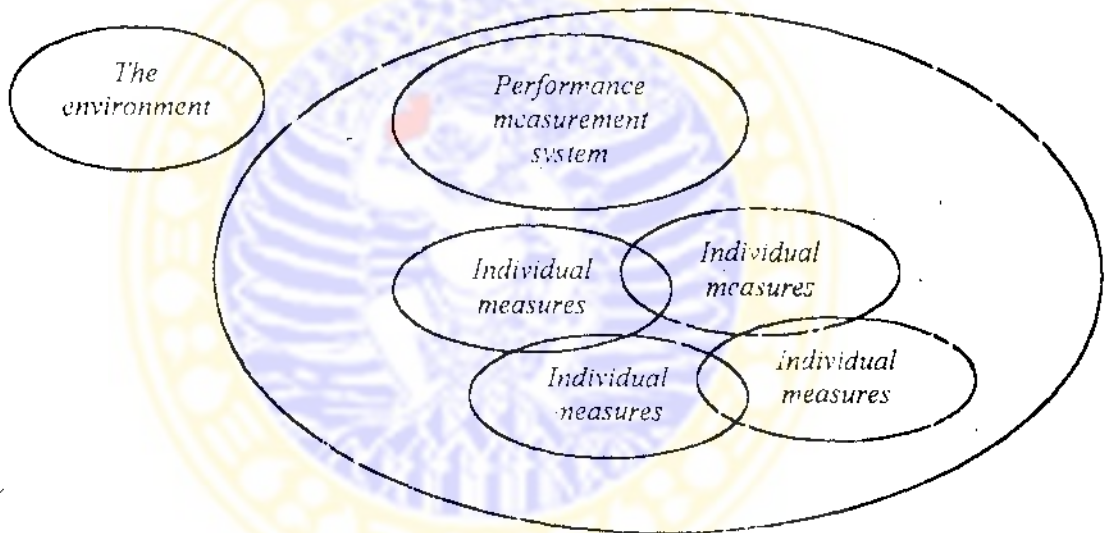 The
environment
Performance
measurement
system
Individual
measures
Individual
measures
Individual
measures
Individual
measures